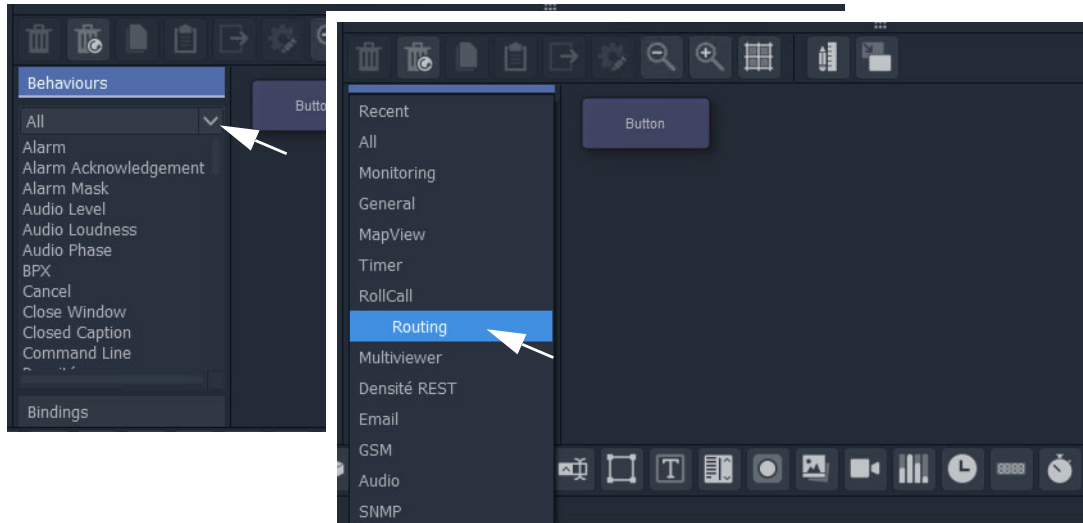 Behaviours
All
Alarm
Alarm Acknowledgement
Alarm Mask
Audio Level
Audio Loudness
Audio Phase
BPX
Cancel
Close Window
Closed Caption
Command Line
Bindings
Recent
All
Monitoring
General
MapView
Timer
RollCall
Routing
Multiviewer
Densité REST
Email
GSM
Audio
SNMP
Button
8888